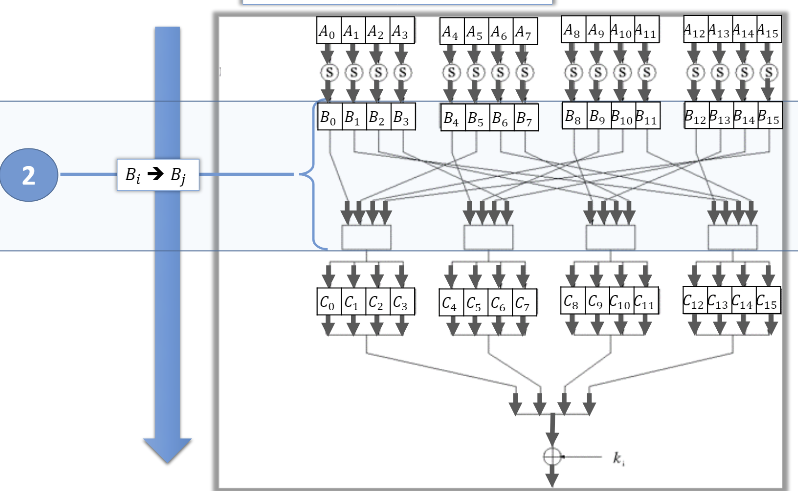 A₀ A₁ A₂ A₃ A₄ A₅ A₆ A₇ A₈ A₉ A₁₀ A₁₁ A₁₂ A₁₃ A₁₄ A₁₅
S S S S S S S S S S S S S S S S
B₀ B₁ B₂ B₃ B₄ B₅ B₆ B₇ B₈ B₉ B₁₀ B₁₁ B₁₂ B₁₃ B₁₄ B₁₅
2 Bᵢ ➔ Bⱼ
C₀ C₁ C₂ C₃ C₄ C₅ C₆ C₇ C₈ C₉ C₁₀ C₁₁ C₁₂ C₁₃ C₁₄ C₁₅
kᵢ